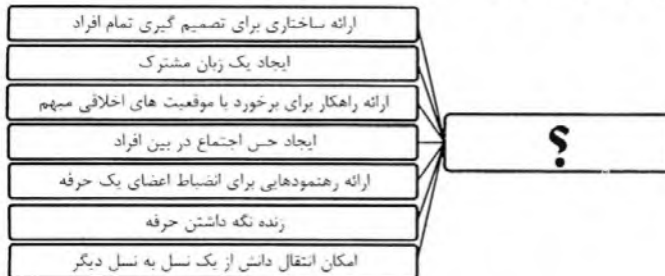 ارائه ساختاری برای تصمیم گیری تمام افراد
ایجاد یک زبان مشترک
ارائه راهکار برای برخورد با موقعیت های اخلاقی مبهم
ایجاد حس اجتماع در بین افراد
ارائه رهنمودهایی برای انضباط اعضای یک حرفه
زنده نگه داشتن حرفه
امکان انتقال دانش از یک نسل به نسل دیگر
؟